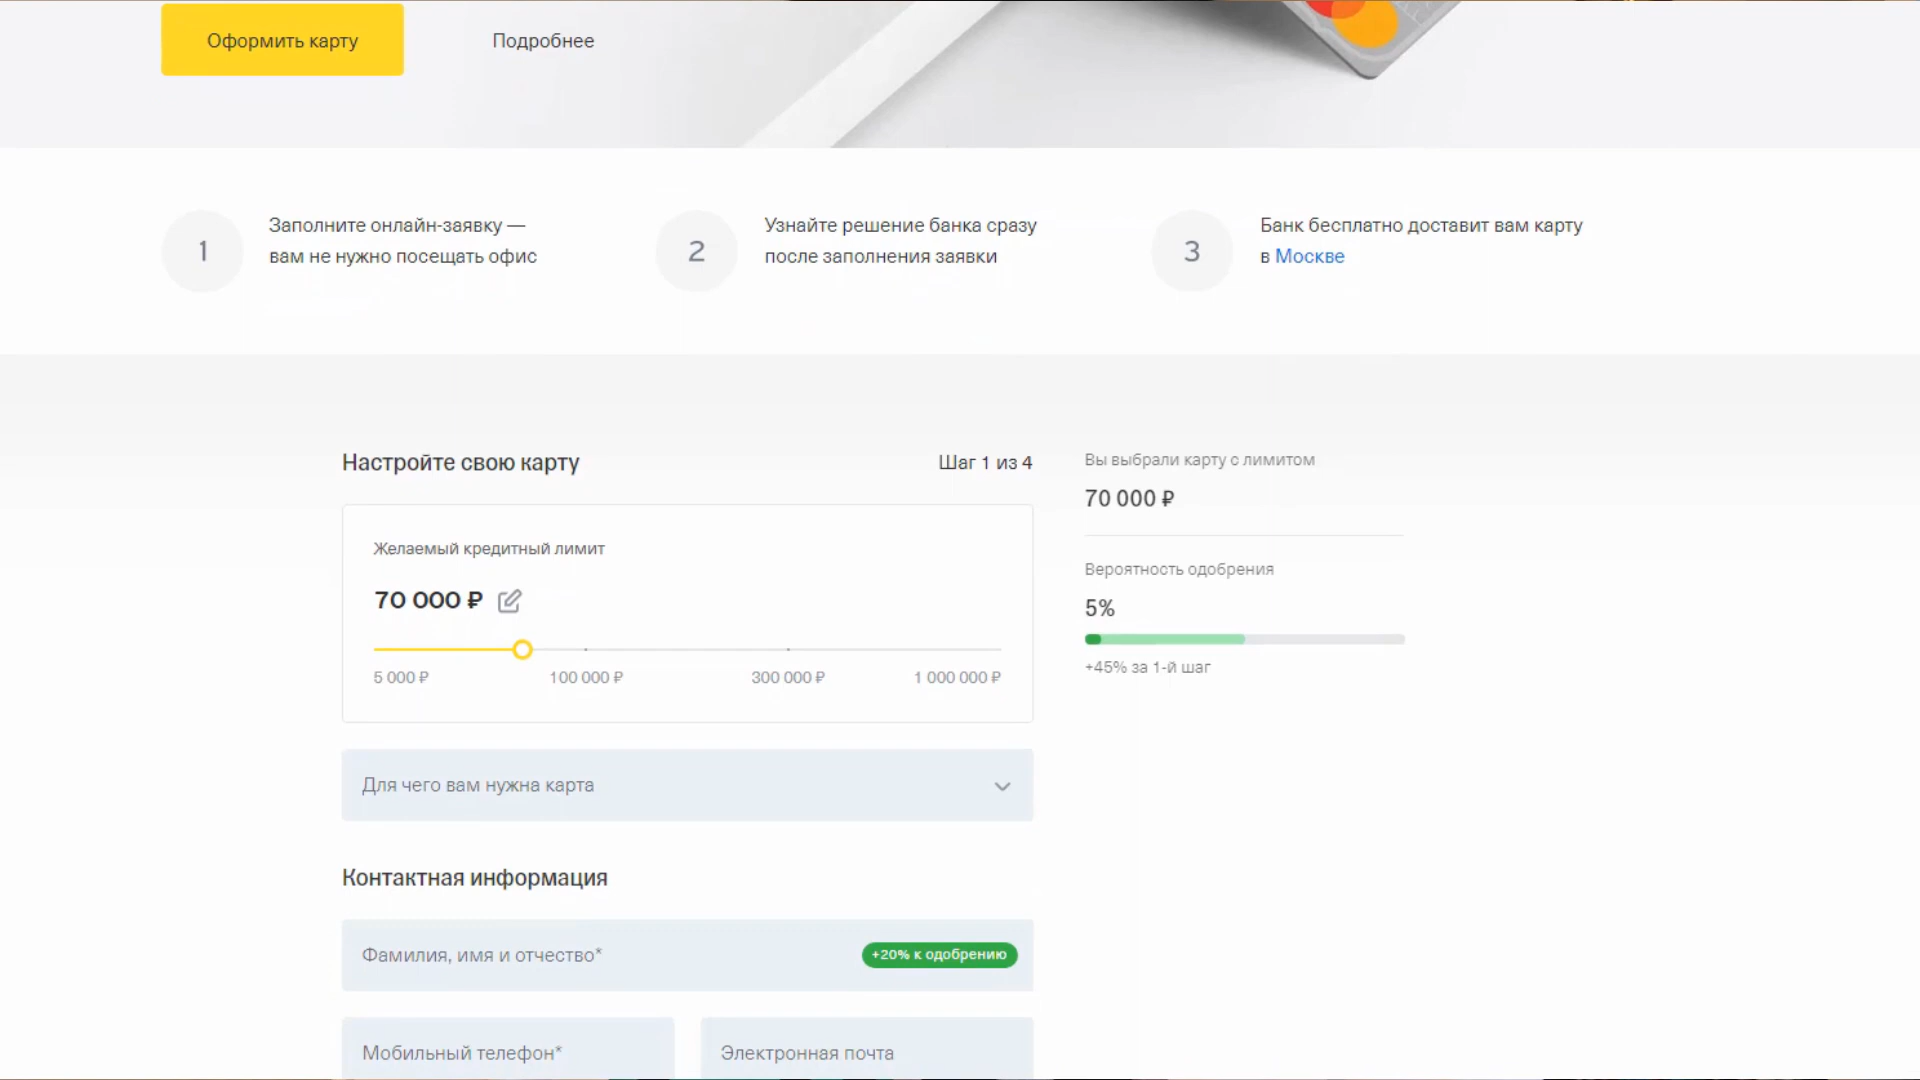 Оформить карту
Подробнее
1
Заполните онлайн-заявку —
вам не нужно посещать офис
2
Узнайте решение банка сразу
после заполнения заявки
3
Банк бесплатно доставит вам карту
в Москве
Настройте свою карту
Шаг 1 из 4
Желаемый кредитный лимит
70 000 ₽
5 000 ₽
100 000 ₽
300 000 ₽
1 000 000 ₽
Вы выбрали карту с лимитом
70 000 ₽
Вероятность одобрения
5%
+45% за 1-й шаг
Для чего вам нужна карта
Контактная информация
Фамилия, имя и отчество*
+20% к одобрению
Мобильный телефон*
Электронная почта